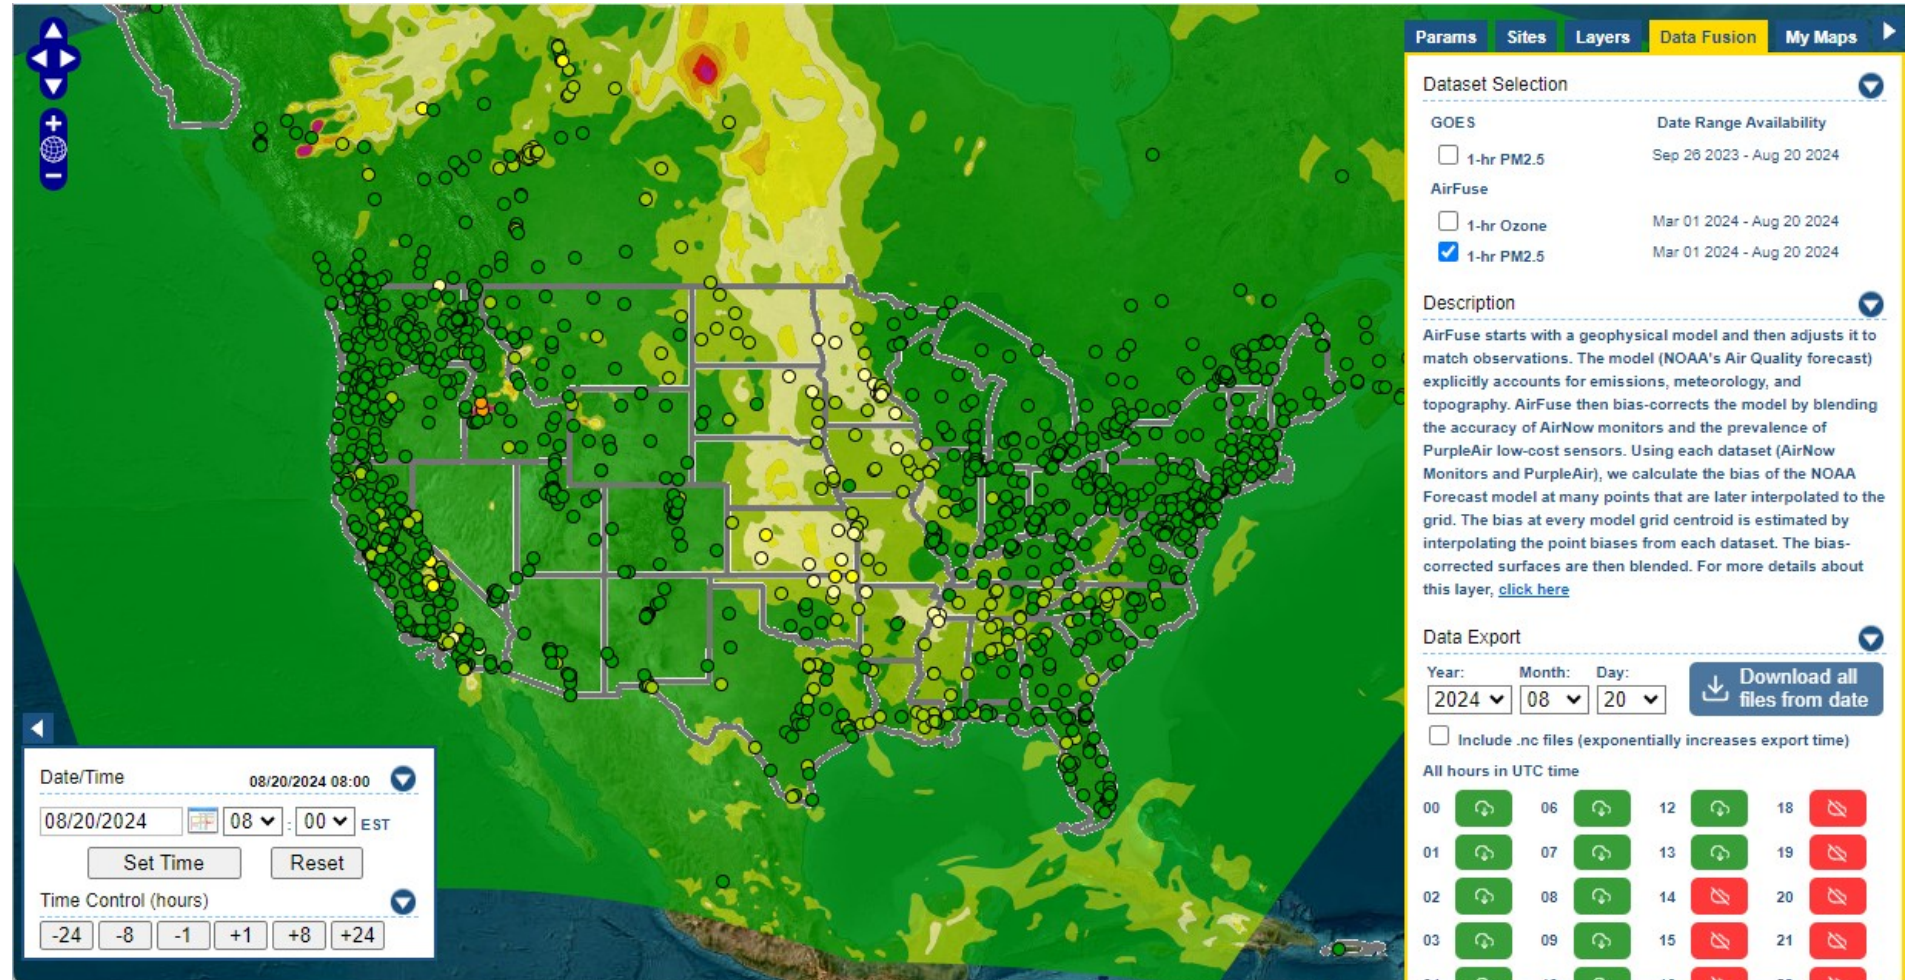 Params Sites Layers Data Fusion My Maps
Dataset Selection
GOES Date Range Availability
1-hr PM2.5 Sep 26 2023 - Aug 20 2024
AirFuse
1-hr Ozone Mar 01 2024 - Aug 20 2024
1-hr PM2.5 Mar 01 2024 - Aug 20 2024
Description
AirFuse starts with a geophysical model and then adjusts it to
match observations. The model (NOAA's Air Quality forecast)
explicitly accounts for emissions, meteorology, and
topography. AirFuse then bias-corrects the model by blending
the accuracy of AirNow monitors and the prevalence of
PurpleAir low-cost sensors. Using each dataset (AirNow
Monitors and PurpleAir), we calculate the bias of the NOAA
Forecast model at many points that are later interpolated to the
grid. The bias at every model grid centroid is estimated by
interpolating the point biases from each dataset. The bias-
corrected surfaces are then blended. For more details about
this layer, click here
Data Export
Year: Month: Day:
2024 08 20
Download all
files from date
Include .nc files (exponentially increases export time)
All hours in UTC time
00 06 12 18
01 07 13 19
02 08 14 20
03 09 15 21
Date/Time 08/20/2024 08:00
08/20/2024 08 : 00 EST
Set Time Reset
Time Control (hours)
-24 -8 -1 +1 +8 +24